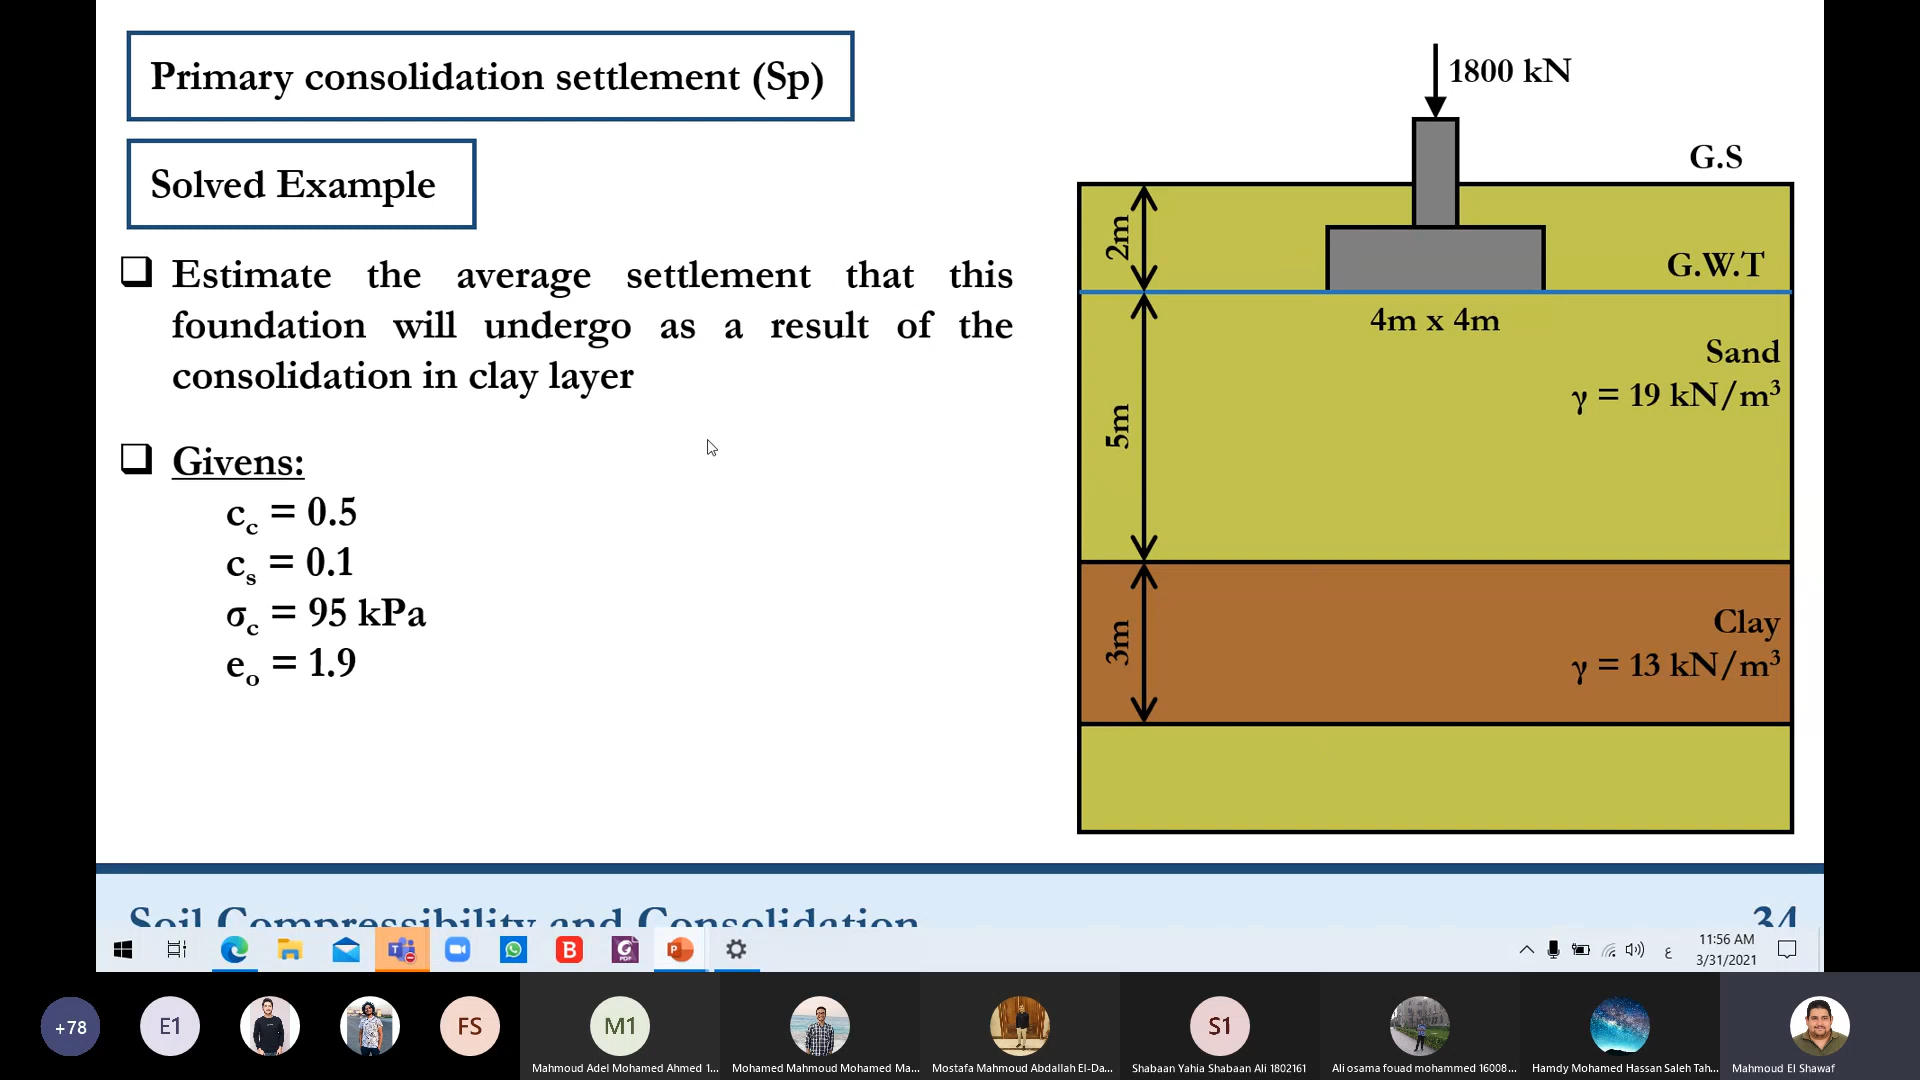 Primary consolidation settlement (Sp)
Solved Example
❑ Estimate the average settlement that this
foundation will undergo as a result of the
consolidation in clay layer
❑ Givens:
c_c = 0.5
c_s = 0.1
σ_c = 95 kPa
e_o = 1.9
1800 kN
G.S
2m
G.W.T
4m x 4m
Sand
γ = 19 kN/m³
5m
Clay
γ = 13 kN/m³
3m
Soil Compressibility and Consolidation
34
ع
11:56 AM
3/31/2021
+78
E1
FS
M1
S1
Mahmoud Adel Mohamed Ahmed 1...
Mohamed Mahmoud Mohamed Ma...
Mostafa Mahmoud Abdallah El-Da...
Shabaan Yahia Shabaan Ali 1802161
Ali osama fouad mohammed 16008...
Hamdy Mohamed Hassan Saleh Tah...
Mahmoud El Shawaf